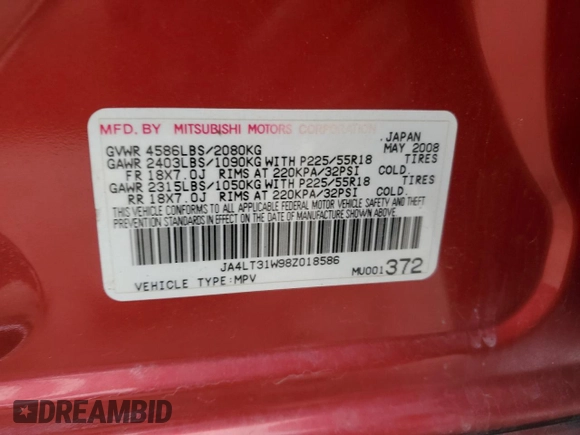 MFD. BY MITSUBISHI MOTORS CORPORATION JAPAN
GVWR 4586LBS/2080KG MAY 2008
GAWR 2403LBS/1090KG WITH P225/55R18 TIRES
FR 18X7.0J RIMS AT 220KPA/32PSI COLD.
GAWR 2315LBS/1050KG WITH P225/55R18 TIRES
RR 18X7.0J RIMS AT 220KPA/32PSI COLD.
THIS VEHICLE CONFORMS TO ALL APPLICABLE FEDERAL MOTOR VEHICLE SAFETY AND THEFT
PREVENTION STANDARDS IN EFFECT ON THE DATE OF MANUFACTURE SHOWN ABOVE.
JA4LT31W98Z018586
VEHICLE TYPE:MPV MU001372
DREAMBID